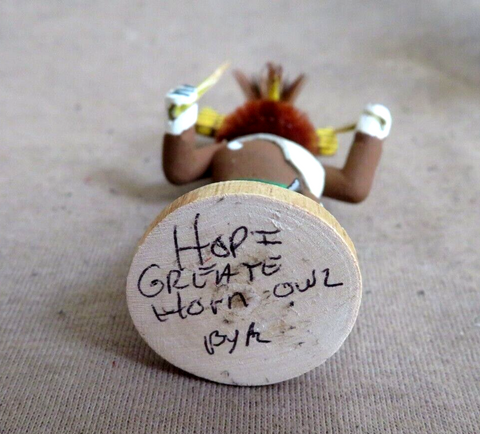 HOPI
GREATE
HOrn OWL
By R